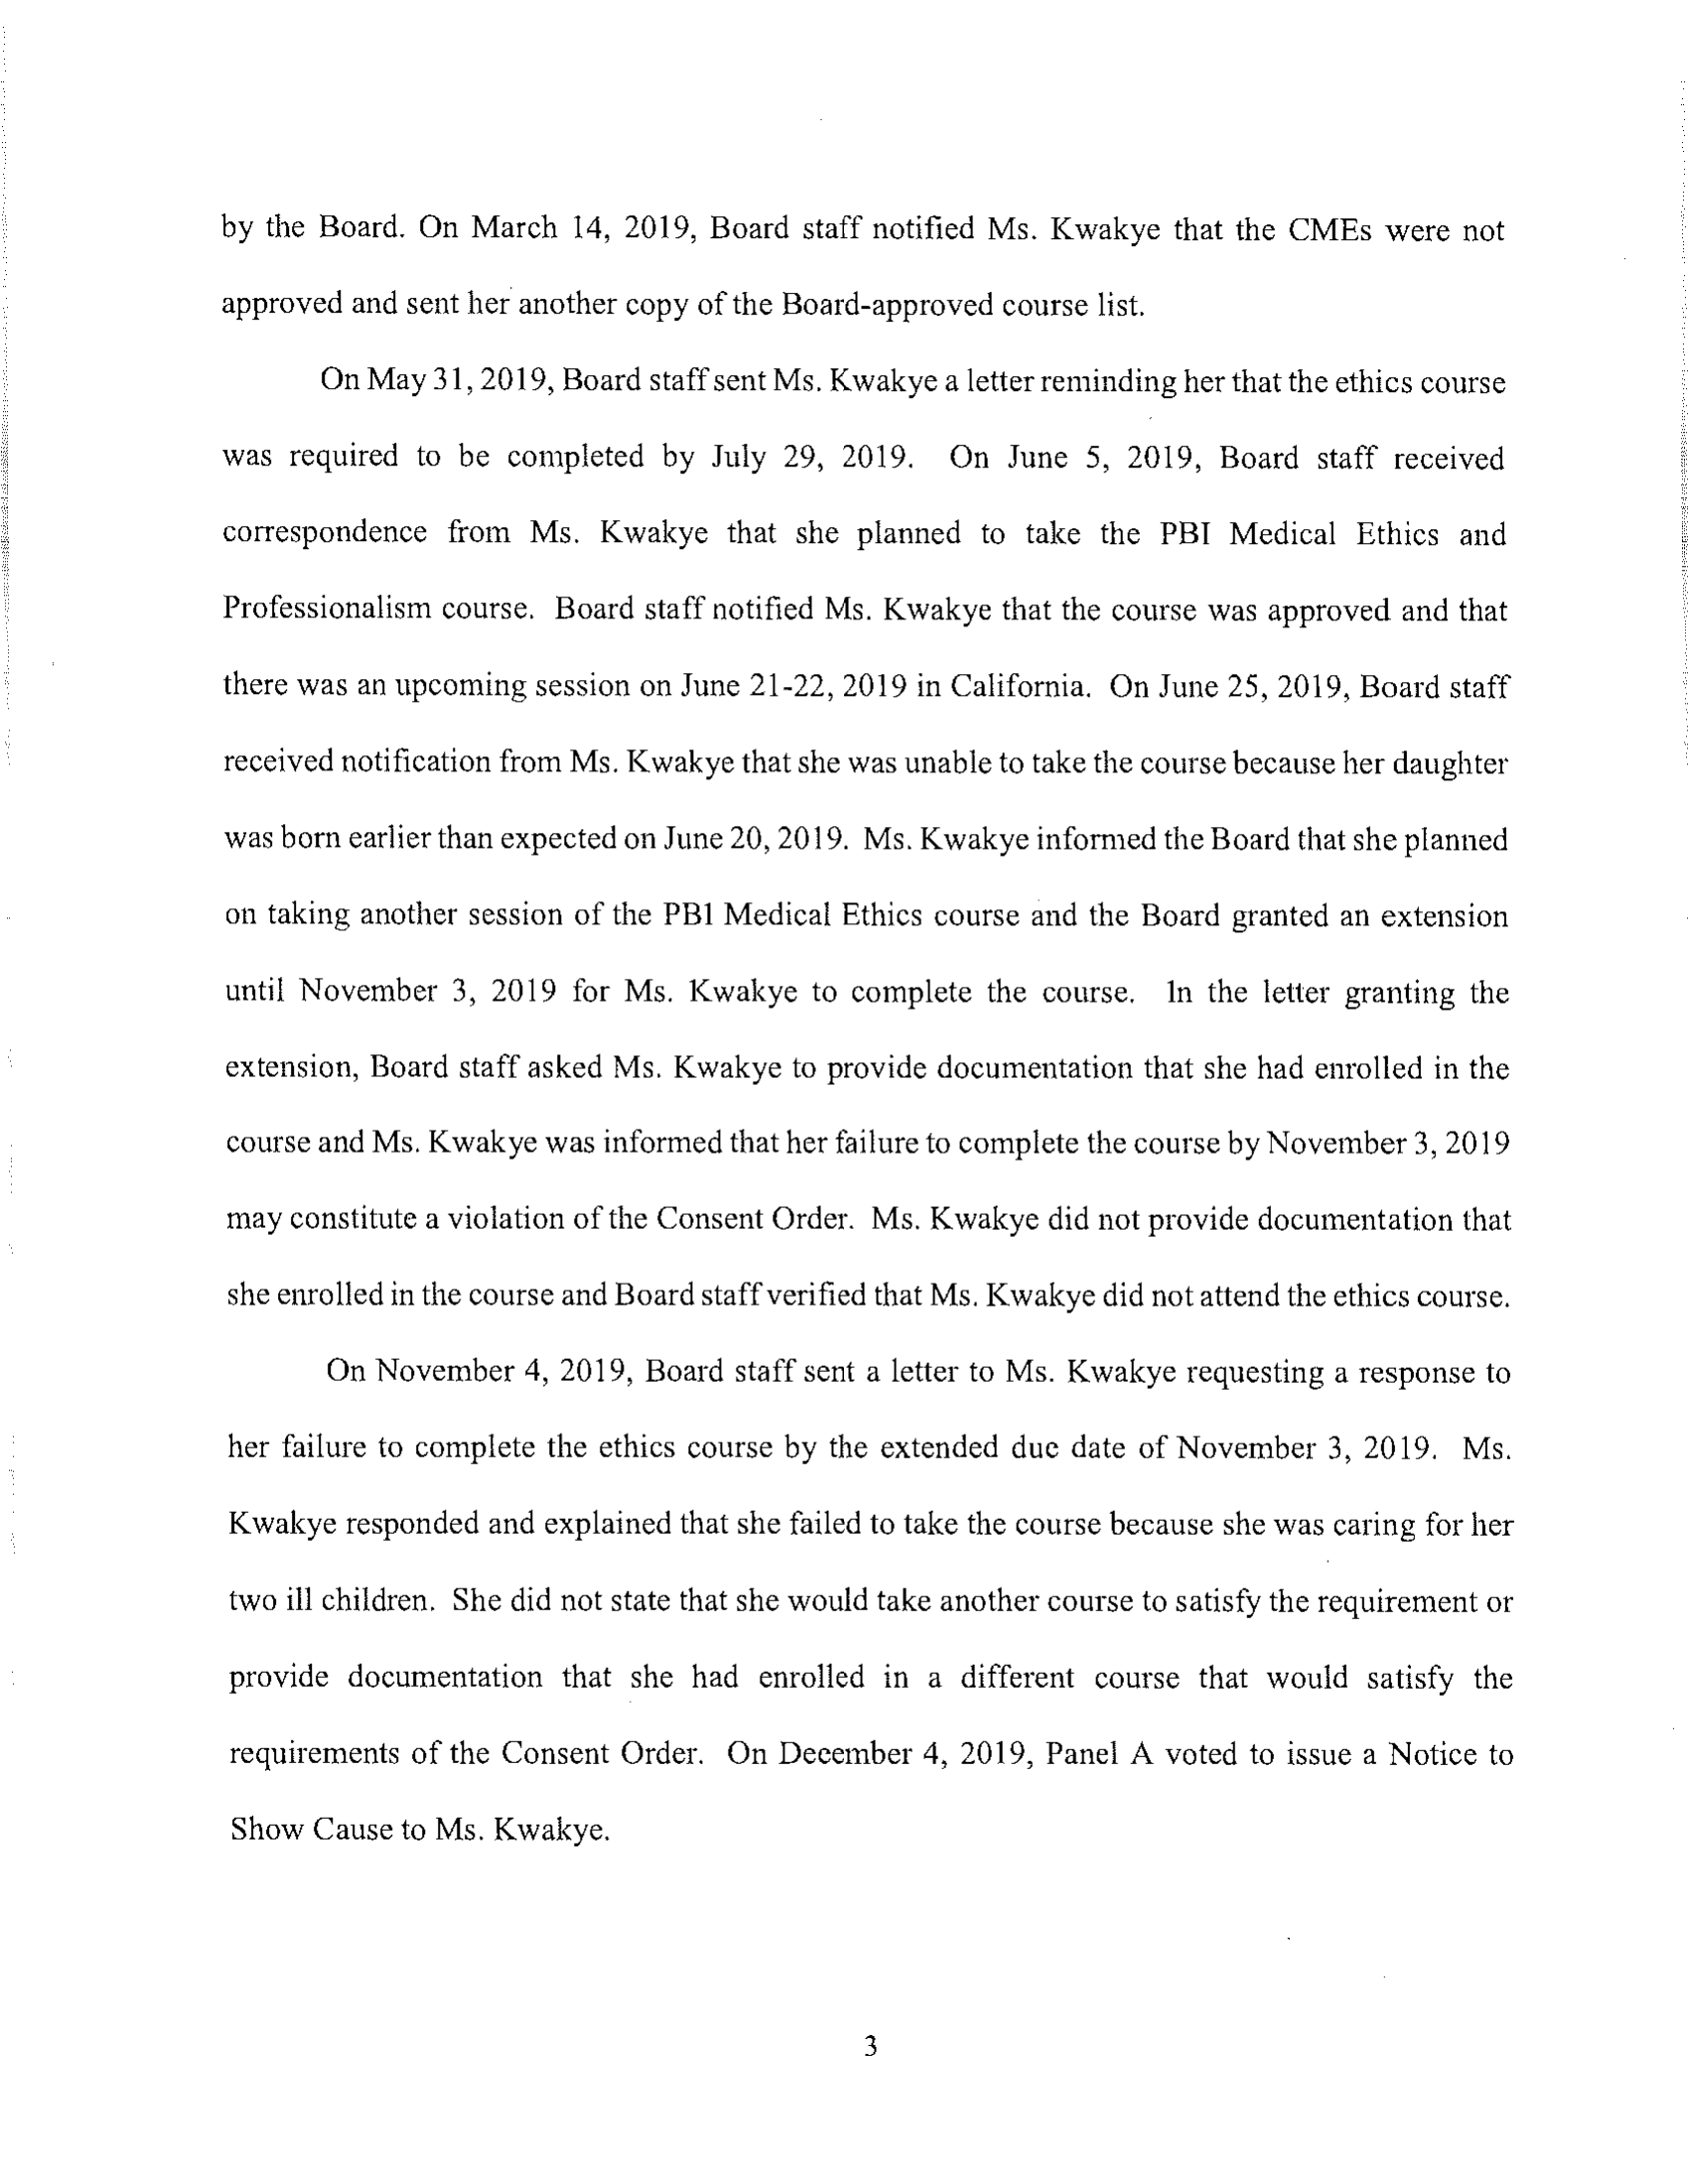 by the Board. On March 14, 2019, Board staff notified Ms. Kwakye that the CMEs were not
approved and sent her another copy of the Board-approved course list.
On May 31, 2019, Board staff sent Ms. Kwakye a letter reminding her that the ethics course
was required to be completed by July 29, 2019. On June 5, 2019, Board staff received
correspondence from Ms. Kwakye that she planned to take the PBI Medical Ethics and
Professionalism course. Board staff notified Ms. Kwakye that the course was approved and that
there was an upcoming session on June 21-22, 2019 in California. On June 25, 2019, Board staff
received notification from Ms. Kwakye that she was unable to take the course because her daughter
was born earlier than expected on June 20, 2019. Ms. Kwakye informed the Board that she planned
on taking another session of the PBI Medical Ethics course and the Board granted an extension
until November 3, 2019 for Ms. Kwakye to complete the course. In the letter granting the
extension, Board staff asked Ms. Kwakye to provide documentation that she had enrolled in the
course and Ms. Kwakye was informed that her failure to complete the course by November 3, 2019
may constitute a violation of the Consent Order. Ms. Kwakye did not provide documentation that
she enrolled in the course and Board staff verified that Ms. Kwakye did not attend the ethics course.
On November 4, 2019, Board staff sent a letter to Ms. Kwakye requesting a response to
her failure to complete the ethics course by the extended due date of November 3, 2019. Ms.
Kwakye responded and explained that she failed to take the course because she was caring for her
two ill children. She did not state that she would take another course to satisfy the requirement or
provide documentation that she had enrolled in a different course that would satisfy the
requirements of the Consent Order. On December 4, 2019, Panel A voted to issue a Notice to
Show Cause to Ms. Kwakye.
3